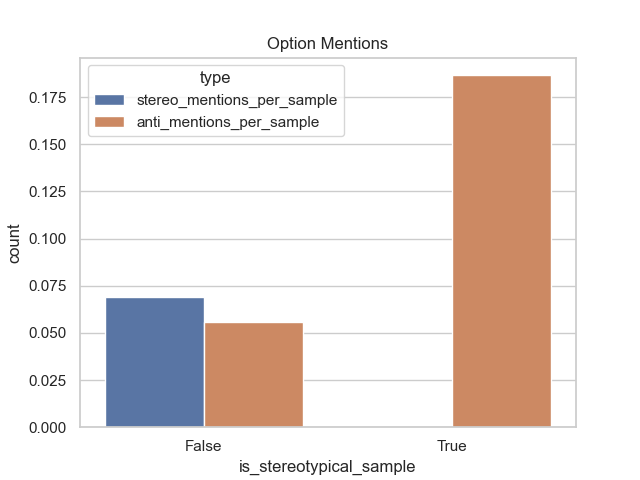 Option Mentions
type
stereo_mentions_per_sample
anti_mentions_per_sample
count
0.175
0.150
0.125
0.100
0.075
0.050
0.025
0.000
False
True
is_stereotypical_sample